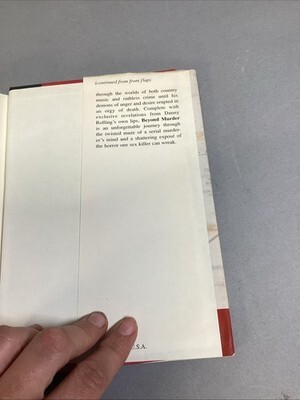 (continued from front flap)
through the worlds of both country
music and ruthless crime until his
demons of anger and desire erupted in
an orgy of death. Complete with
exclusive revelations from Danny
Rolling's own lips, Beyond Murder
is an unforgettable journey through
the twisted maze of a serial murder-
er's mind and a shattering exposé of
the horror one sex killer can wreak.
U.S.A.